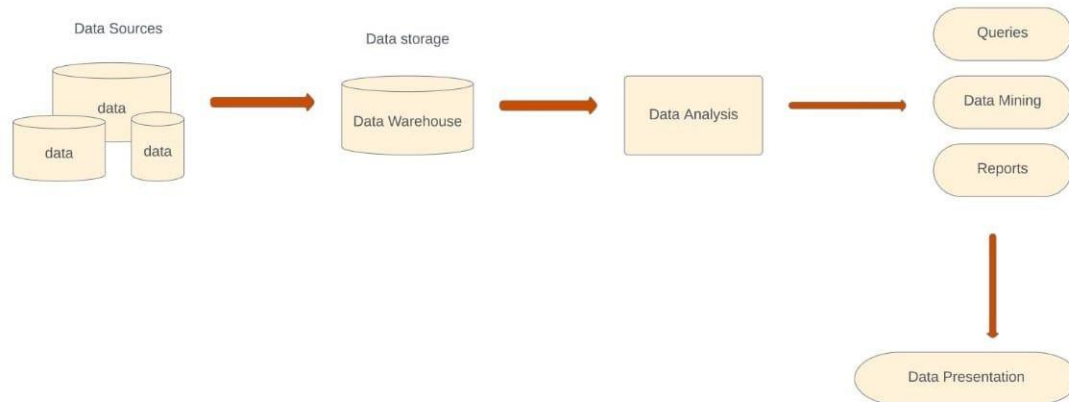 Data Sources
data
data
data
Data storage
Data Warehouse
Data Analysis
Queries
Data Mining
Reports
Data Presentation